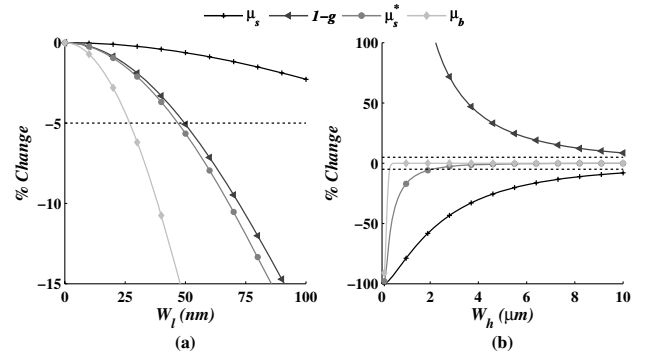 μs 1-g μs* μb
0
-5
-10
-15
% Change
0 25 50 75 100
Wl (nm)
(a)
100
50
0
-50
-100
% Change
0 2 4 6 8 10
Wh (μm)
(b)